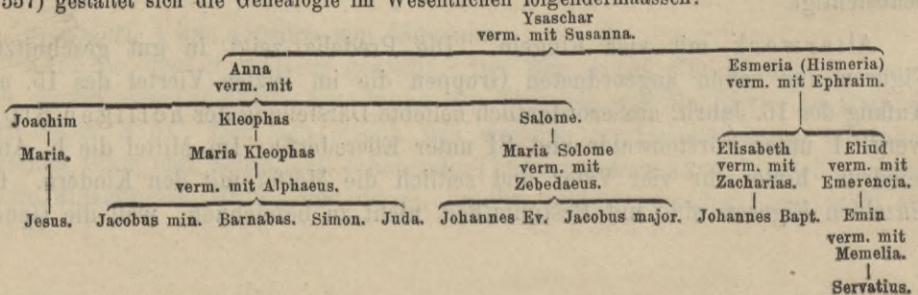 557) gestaltet sich die Genealogie im Wesentlichen folgendermaassen:
Ysaschar
verm. mit Susanna.
Anna
verm. mit
Esmeria (Hismeria)
verm. mit Ephraim.
Joachim
Kleophas
Salome.
Maria.
Maria Kleophas
verm. mit Alphaeus.
Maria Solome
verm. mit
Zebedaeus.
Elisabeth
verm. mit
Zacharias.
Eliud
verm. mit
Emerencia.
Jesus. Jacobus min. Barnabas. Simon. Juda. Johannes Ev. Jacobus major. Johannes Bapt. Emin
verm. mit
Memelia.
Servatius.